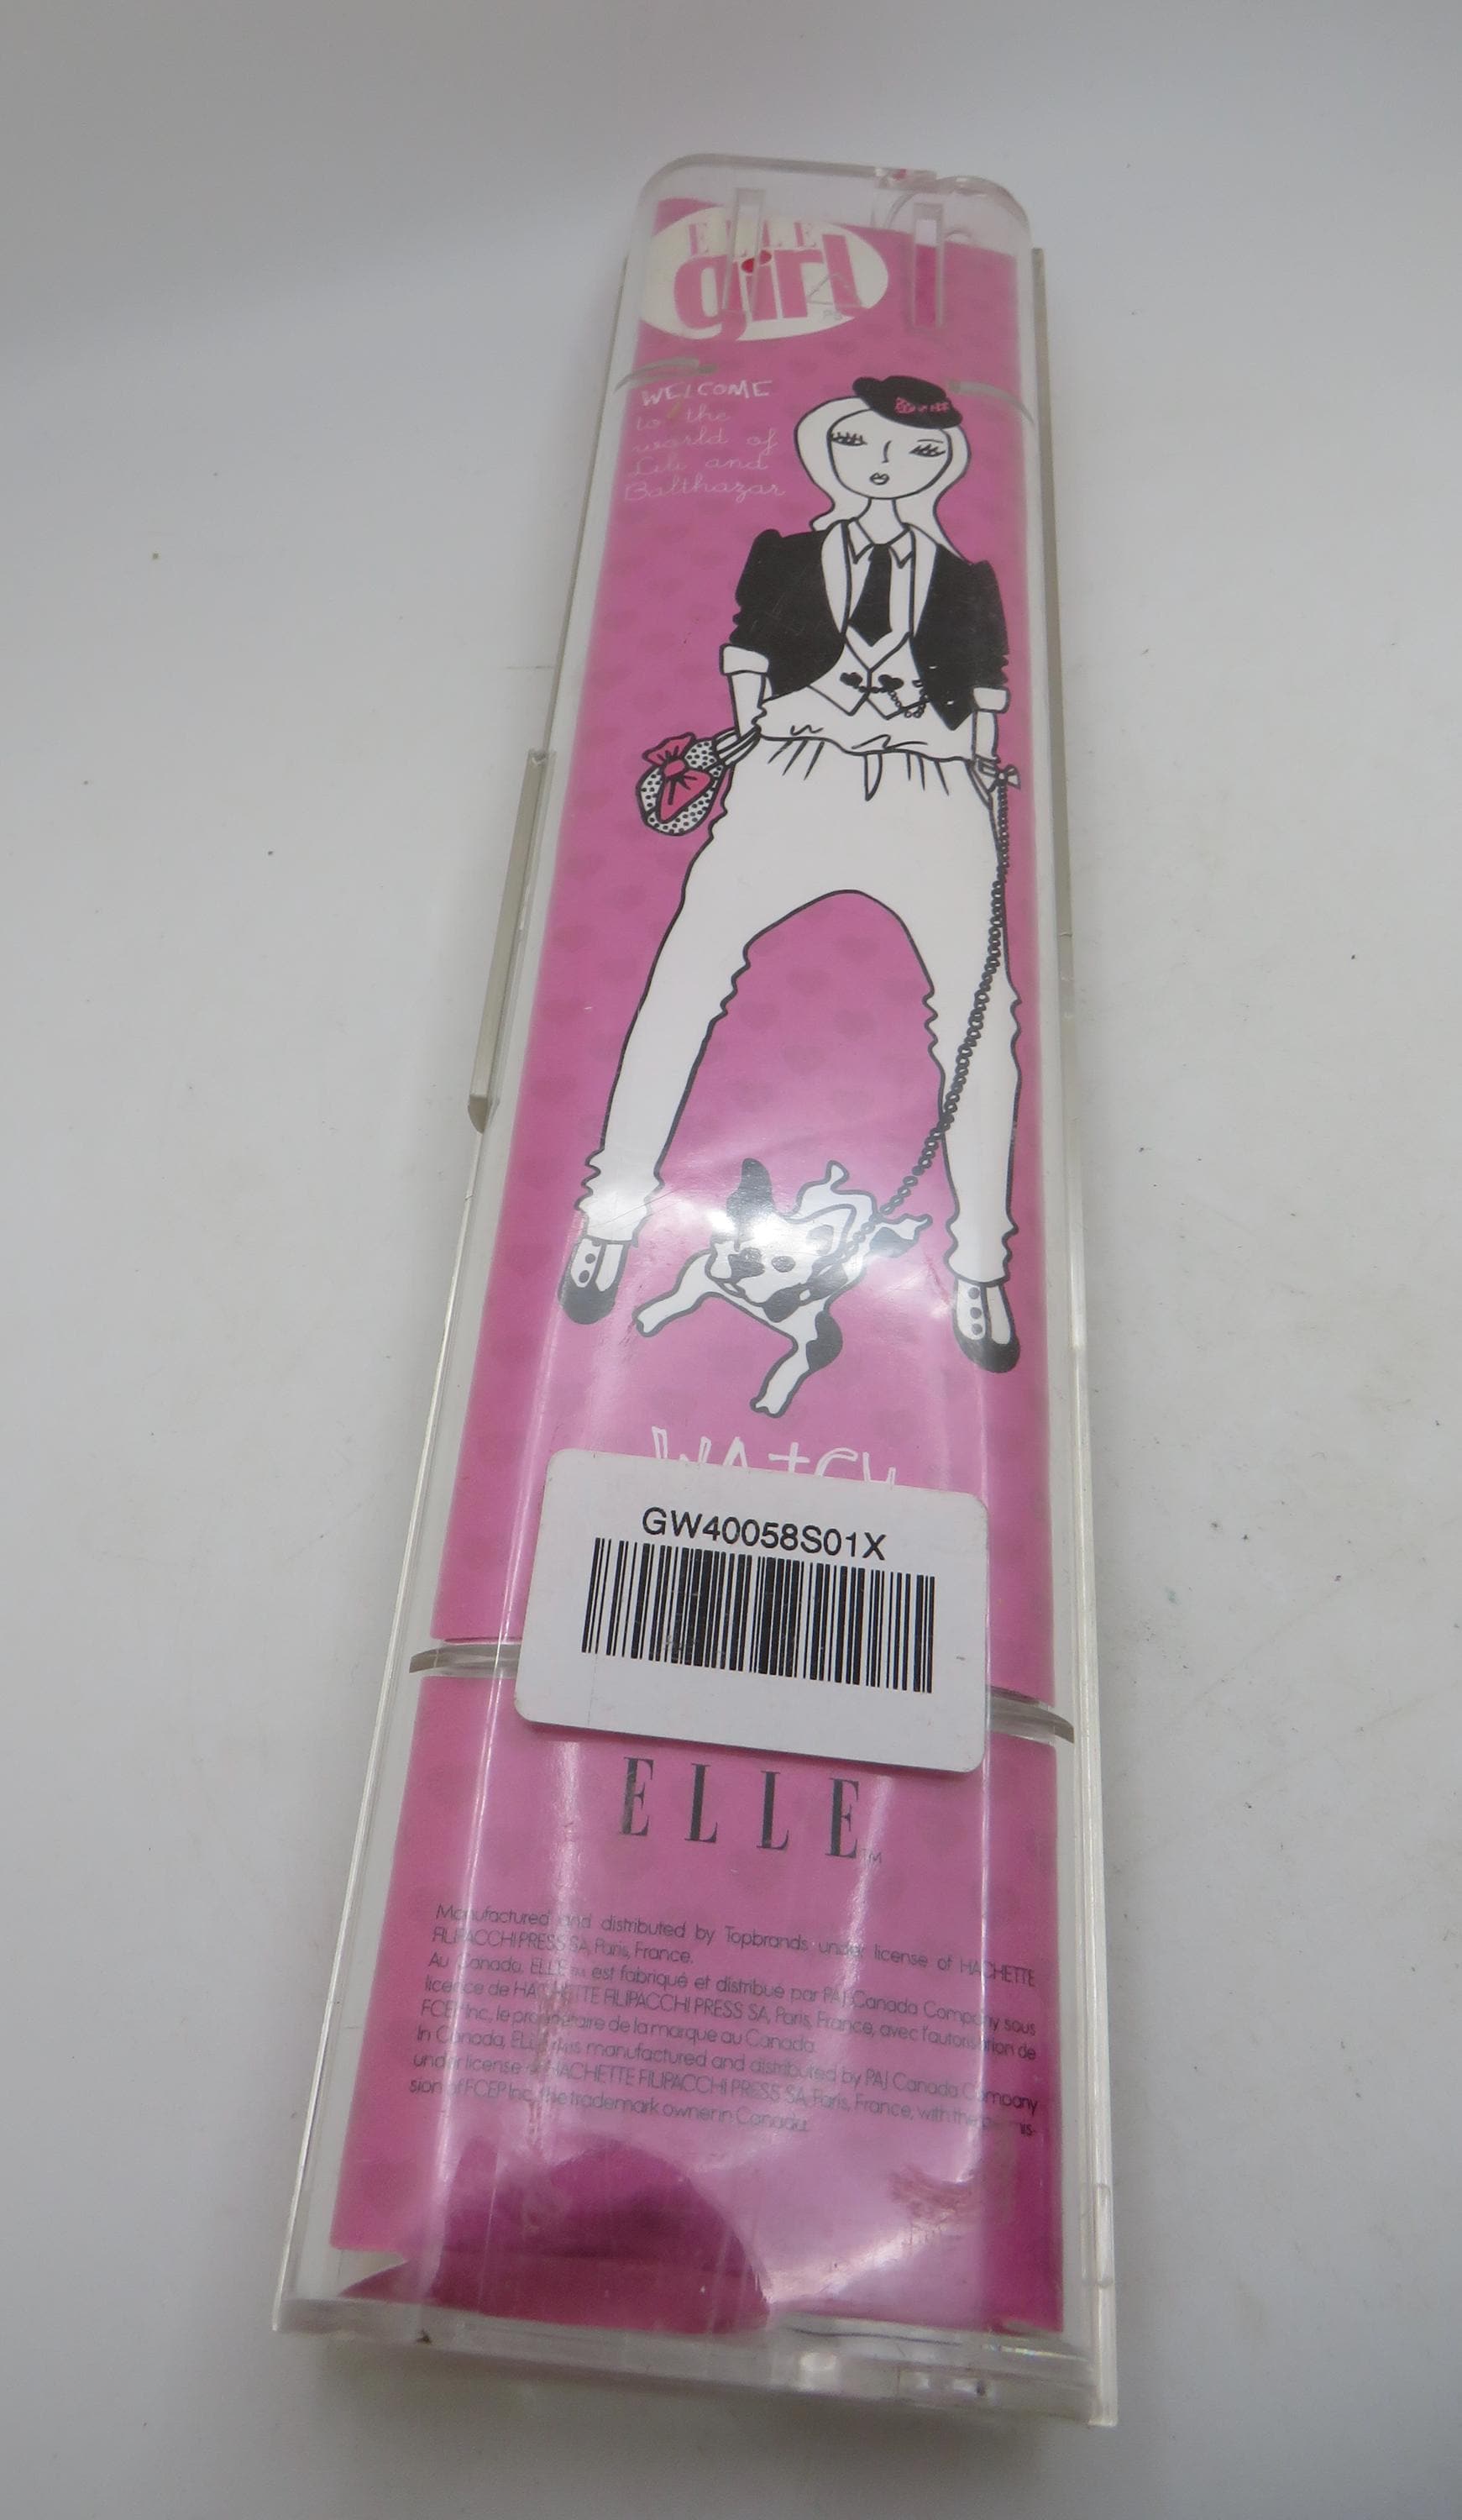 ELLE
girl
WELCOME
to the
world of
Lili and
Balthazar
WATCH
GW40058S01X
ELLE™
Manufactured and distributed by Topbrands under license of HACHETTE
FILIPACCHI PRESS SA, Paris, France.
Au Canada, ELLE™ est fabriqué et distribué par PAJ Canada Company sous
licence de HACHETTE FILIPACCHI PRESS SA, Paris, France, avec l'autorisation de
FCEP Inc., le propriétaire de la marque au Canada.
In Canada, ELLE™ is manufactured and distributed by PAJ Canada Company
under license of HACHETTE FILIPACCHI PRESS SA, Paris, France, with the permis-
sion of FCEP Inc., the trademark owner in Canada.